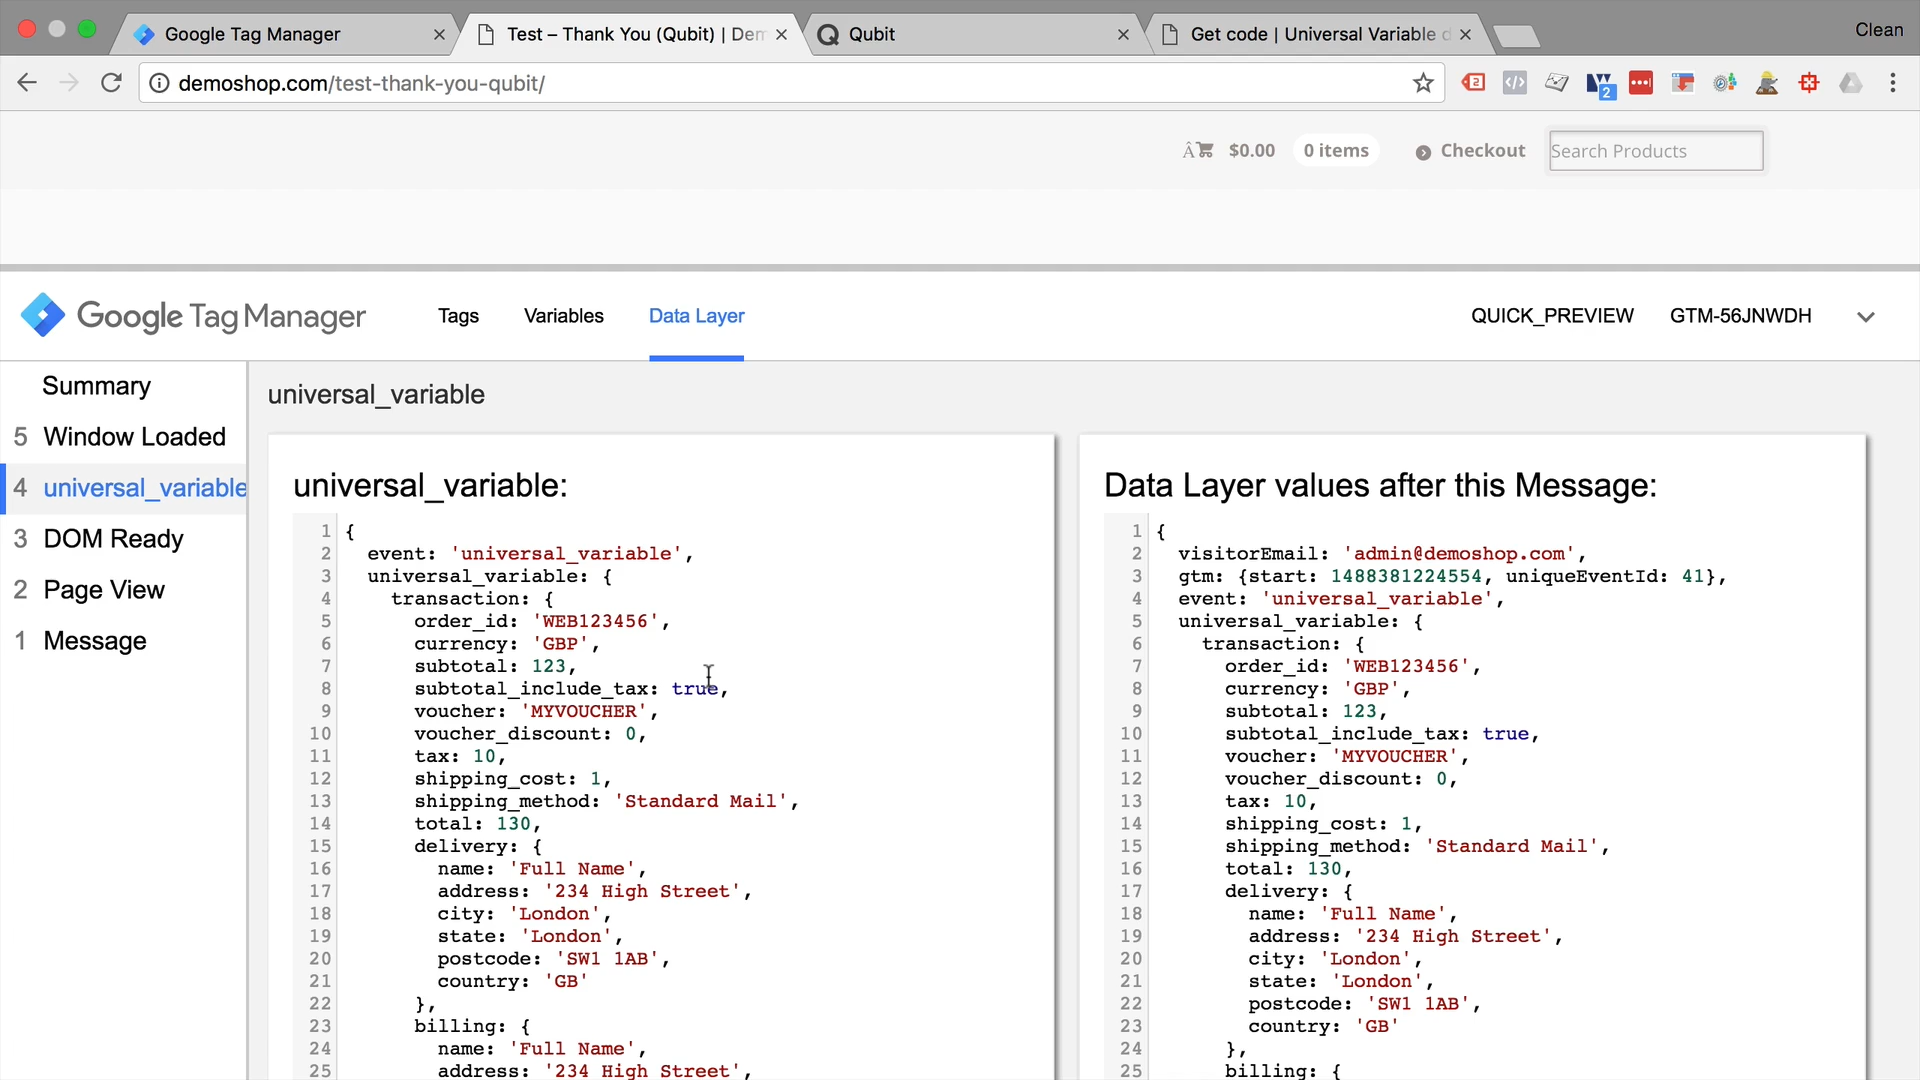 Google Tag Manager
Test – Thank You (Qubit) | Dem
Qubit
Get code | Universal Variable d
Clean
demoshop.com/test-thank-you-qubit/
2
2
Â $0.00 0 items Checkout Search Products
Google Tag Manager
Tags Variables Data Layer
QUICK_PREVIEW GTM-56JNWDH
Summary
5 Window Loaded
4 universal_variable
3 DOM Ready
2 Page View
1 Message
universal_variable
universal_variable:
1 {
2 event: 'universal_variable',
3 universal_variable: {
4 transaction: {
5 order_id: 'WEB123456',
6 currency: 'GBP',
7 subtotal: 123,
8 subtotal_include_tax: true,
9 voucher: 'MYVOUCHER',
10 voucher_discount: 0,
11 tax: 10,
12 shipping_cost: 1,
13 shipping_method: 'Standard Mail',
14 total: 130,
15 delivery: {
16 name: 'Full Name',
17 address: '234 High Street',
18 city: 'London',
19 state: 'London',
20 postcode: 'SW1 1AB',
21 country: 'GB'
22 },
23 billing: {
24 name: 'Full Name',
25 address: '234 High Street',
Data Layer values after this Message:
1 {
2 visitorEmail: 'admin@demoshop.com',
3 gtm: {start: 1488381224554, uniqueEventId: 41},
4 event: 'universal_variable',
5 universal_variable: {
6 transaction: {
7 order_id: 'WEB123456',
8 currency: 'GBP',
9 subtotal: 123,
10 subtotal_include_tax: true,
11 voucher: 'MYVOUCHER',
12 voucher_discount: 0,
13 tax: 10,
14 shipping_cost: 1,
15 shipping_method: 'Standard Mail',
16 total: 130,
17 delivery: {
18 name: 'Full Name',
19 address: '234 High Street',
20 city: 'London',
21 state: 'London',
22 postcode: 'SW1 1AB',
23 country: 'GB'
24 },
25 billing: {